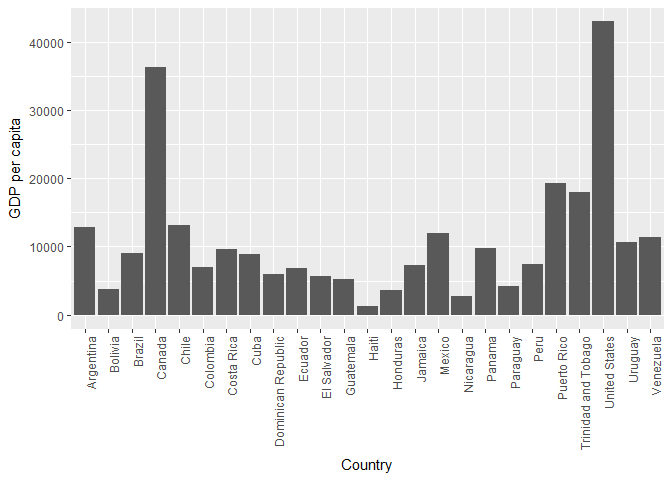 GDP per capita
40000
30000
20000
10000
0
Argentina
Bolivia
Brazil
Canada
Chile
Colombia
Costa Rica
Cuba
Dominican Republic
Ecuador
El Salvador
Guatemala
Haiti
Honduras
Jamaica
Mexico
Nicaragua
Panama
Paraguay
Peru
Puerto Rico
Trinidad and Tobago
United States
Uruguay
Venezuela
Country